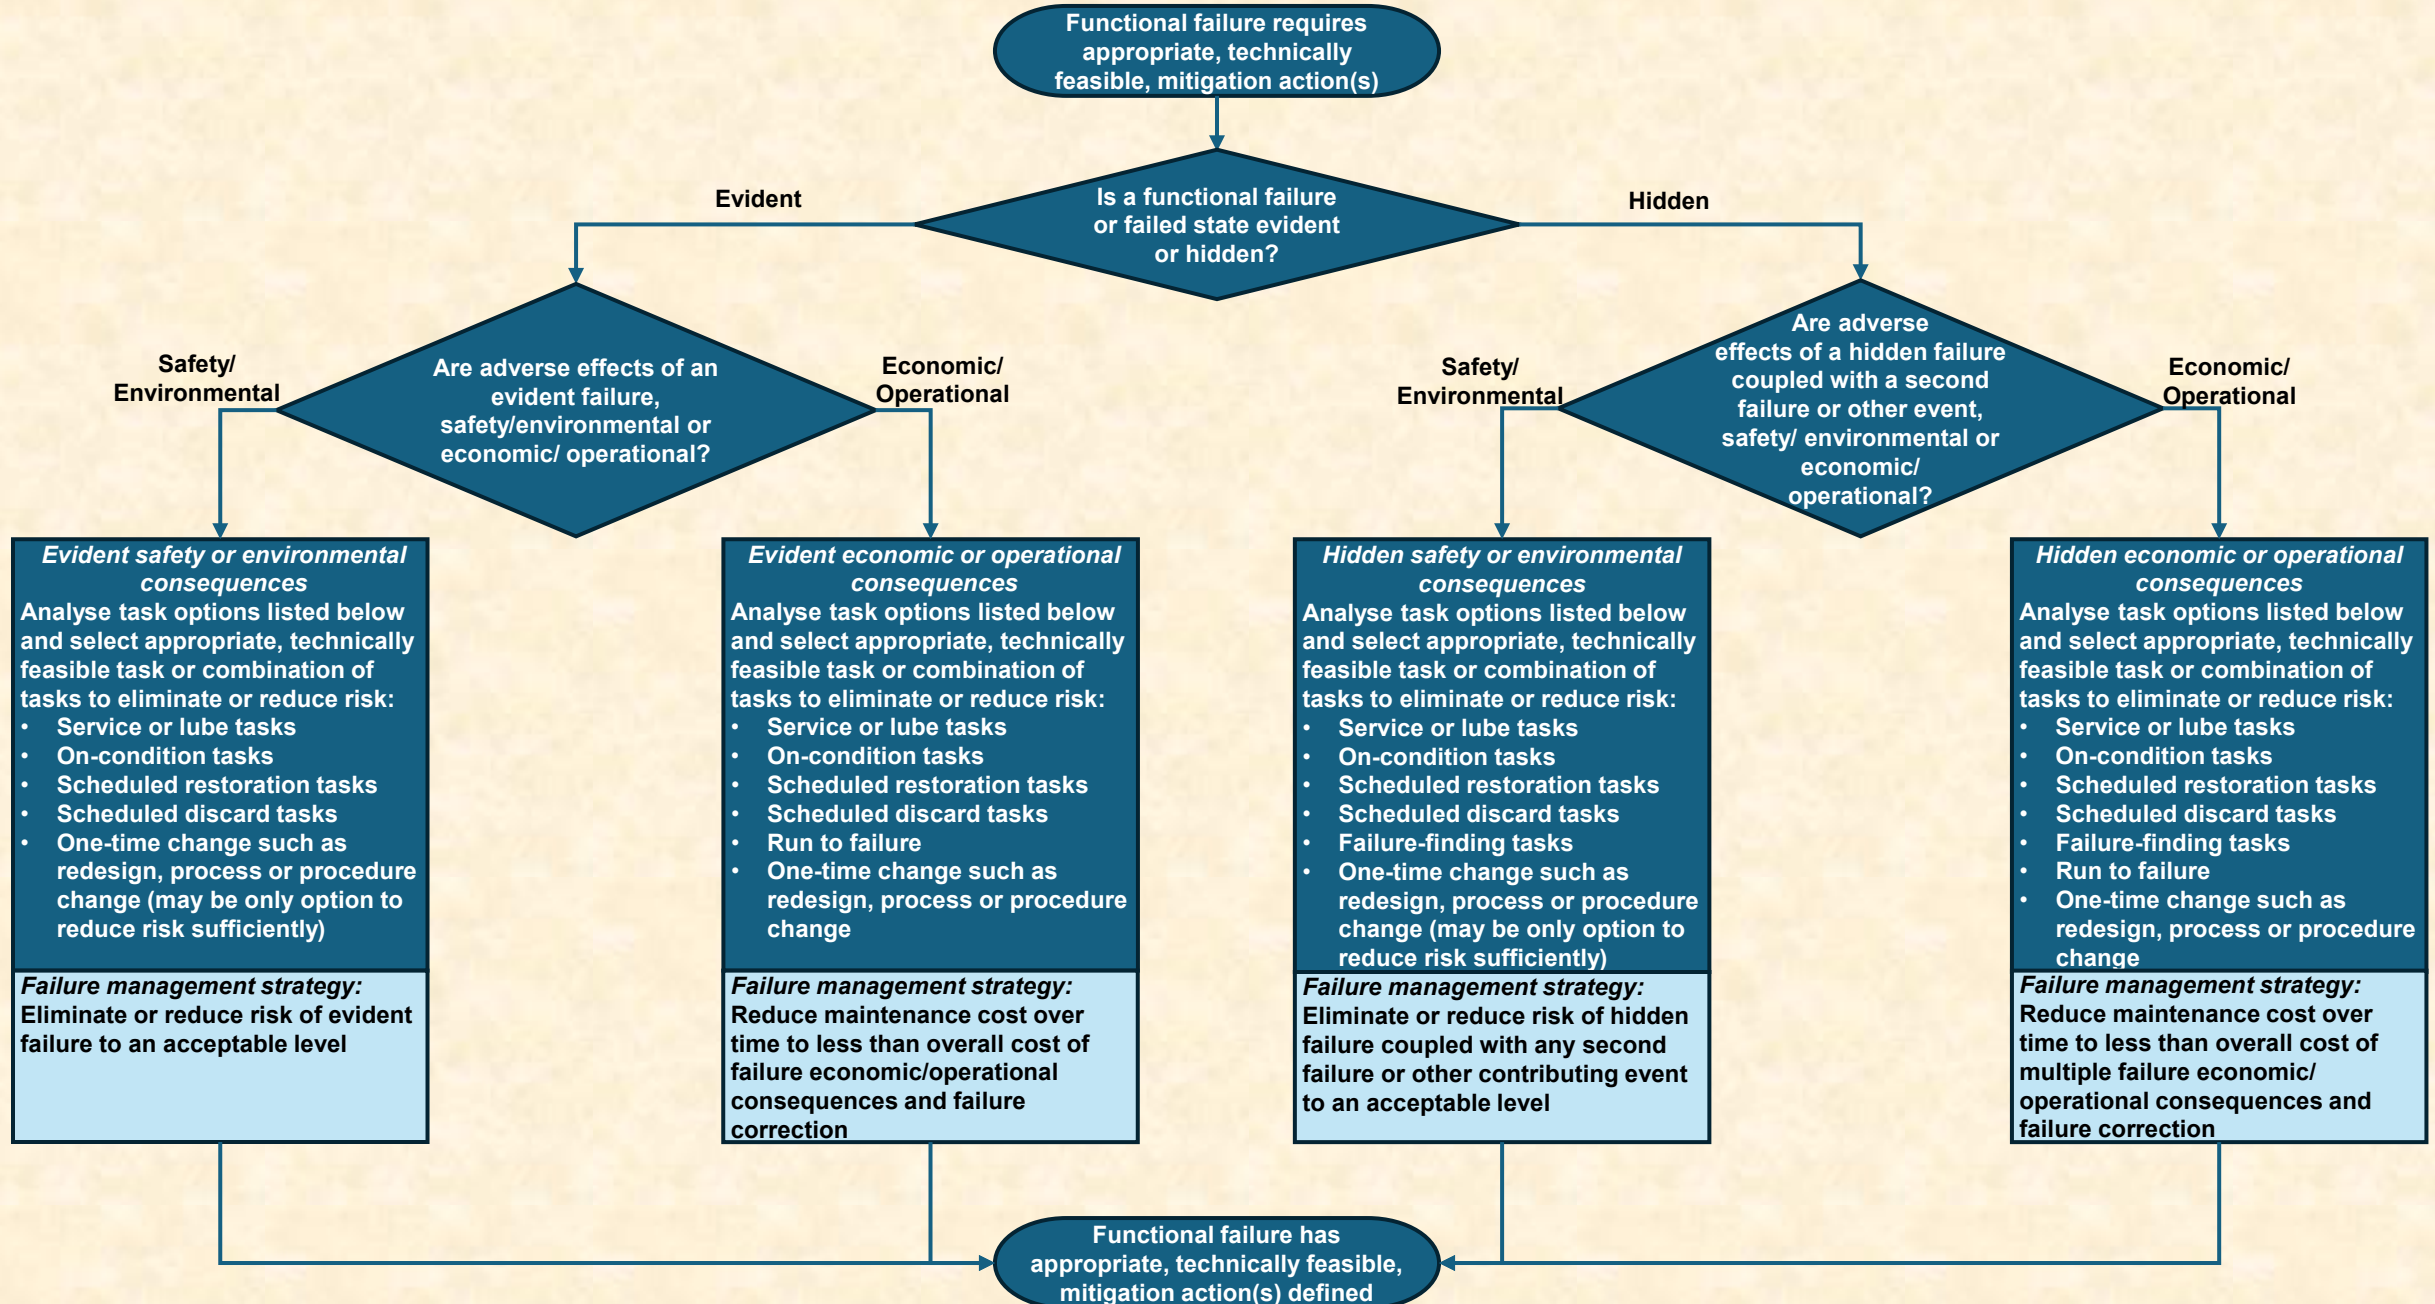 Functional failure requires
appropriate, technically
feasible, mitigation action(s)
Is a functional failure
or failed state evident
or hidden?
Evident
Hidden
Are adverse effects of an
evident failure,
safety/environmental or
economic/ operational?
Safety/
Environmental
Economic/
Operational
Are adverse
effects of a hidden failure
coupled with a second
failure or other event,
safety/ environmental or
economic/
operational?
Safety/
Environmental
Economic/
Operational
Evident safety or environmental
consequences
Analyse task options listed below
and select appropriate, technically
feasible task or combination of
tasks to eliminate or reduce risk:
• Service or lube tasks
• On-condition tasks
• Scheduled restoration tasks
• Scheduled discard tasks
• One-time change such as
redesign, process or procedure
change (may be only option to
reduce risk sufficiently)
Failure management strategy:
Eliminate or reduce risk of evident
failure to an acceptable level
Evident economic or operational
consequences
Analyse task options listed below
and select appropriate, technically
feasible task or combination of
tasks to eliminate or reduce risk:
• Service or lube tasks
• On-condition tasks
• Scheduled restoration tasks
• Scheduled discard tasks
• Run to failure
• One-time change such as
redesign, process or procedure
change
Failure management strategy:
Reduce maintenance cost over
time to less than overall cost of
failure economic/operational
consequences and failure
correction
Hidden safety or environmental
consequences
Analyse task options listed below
and select appropriate, technically
feasible task or combination of
tasks to eliminate or reduce risk:
• Service or lube tasks
• On-condition tasks
• Scheduled restoration tasks
• Scheduled discard tasks
• Failure-finding tasks
• One-time change such as
redesign, process or procedure
change (may be only option to
reduce risk sufficiently)
Failure management strategy:
Eliminate or reduce risk of hidden
failure coupled with any second
failure or other contributing event
to an acceptable level
Hidden economic or operational
consequences
Analyse task options listed below
and select appropriate, technically
feasible task or combination of
tasks to eliminate or reduce risk:
• Service or lube tasks
• On-condition tasks
• Scheduled restoration tasks
• Scheduled discard tasks
• Failure-finding tasks
• Run to failure
• One-time change such as
redesign, process or procedure
change
Failure management strategy:
Reduce maintenance cost over
time to less than overall cost of
multiple failure economic/
operational consequences and
failure correction
Functional failure has
appropriate, technically feasible,
mitigation action(s) defined